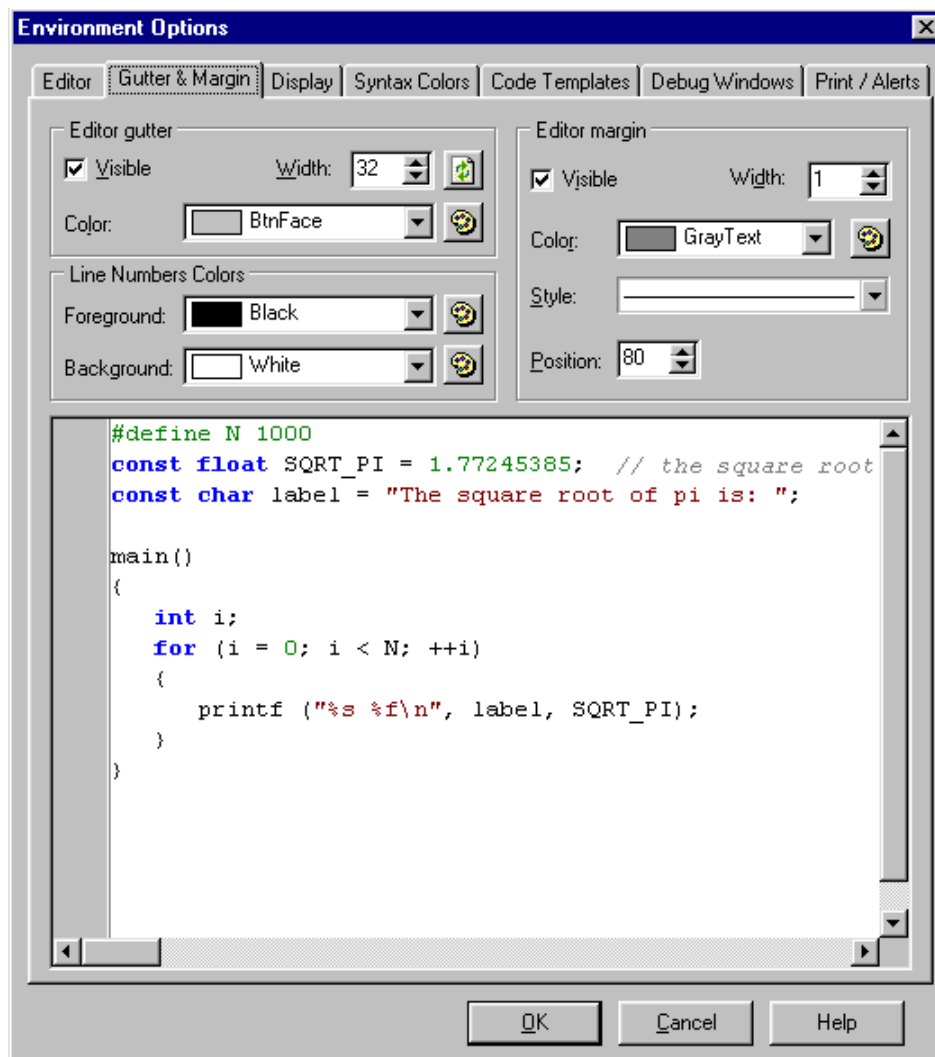 Environment Options
Editor Gutter & Margin Display Syntax Colors Code Templates Debug Windows Print / Alerts
Editor gutter
Visible Width: 32
Color: BtnFace
Line Numbers Colors
Foreground: Black
Background: White
Editor margin
Visible Width: 1
Color: GrayText
Style:
Position: 80
#define N 1000
const float SQRT_PI = 1.77245385;  // the square root
const char label = "The square root of pi is: ";
main()
{
   int i;
   for (i = 0; i < N; ++i)
   {
      printf ("%s %f\n", label, SQRT_PI);
   }
}
OK Cancel Help